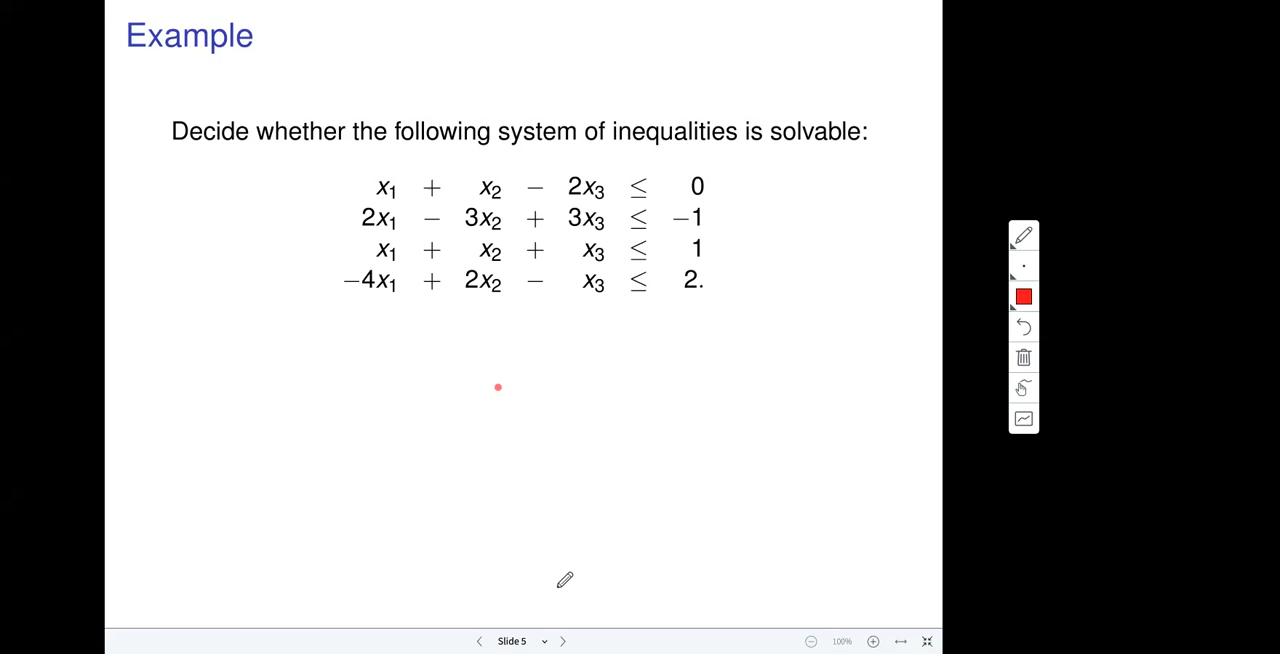 Example
Decide whether the following system of inequalities is solvable:
x₁ + x₂ − 2x₃ ≤ 0
2x₁ − 3x₂ + 3x₃ ≤ −1
x₁ + x₂ + x₃ ≤ 1
−4x₁ + 2x₂ − x₃ ≤ 2.
Slide 5
100%